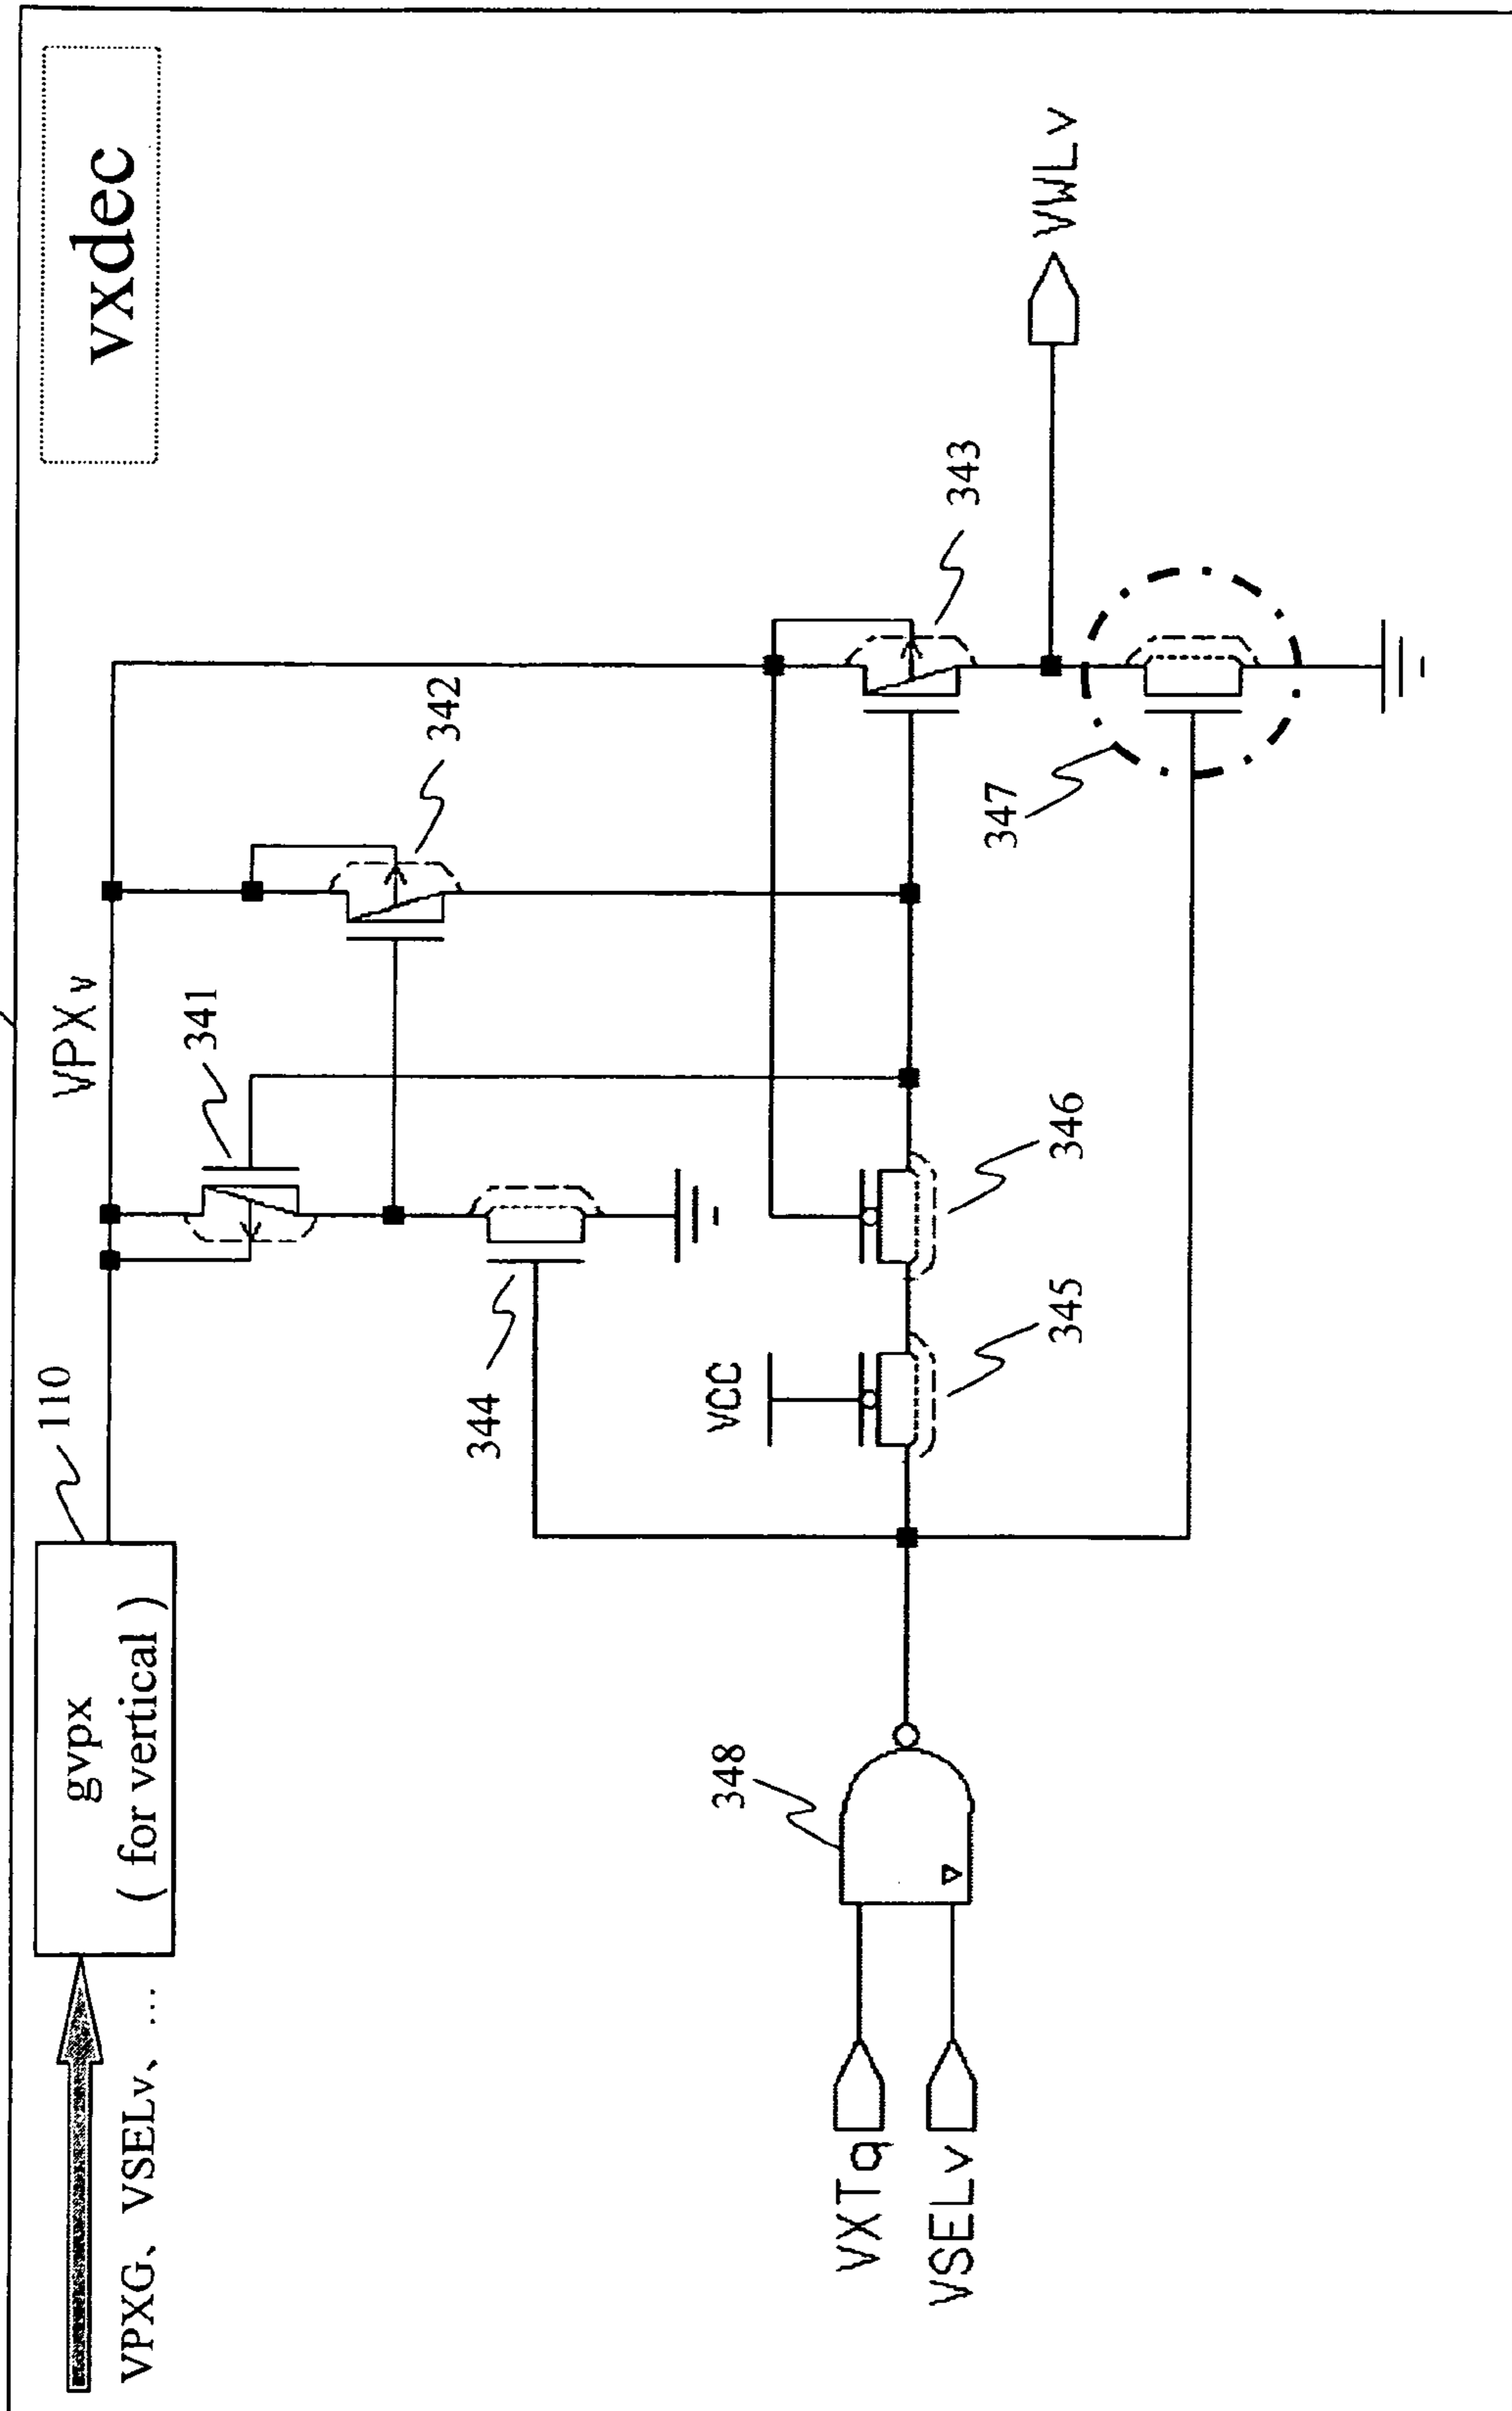 vxdec
VPXG、VSELv、…
gvpx
( for vertical )
110
VPXv
341
342
343
344
VCC
345
346
347
348
VXTq
VSELv
VWLv